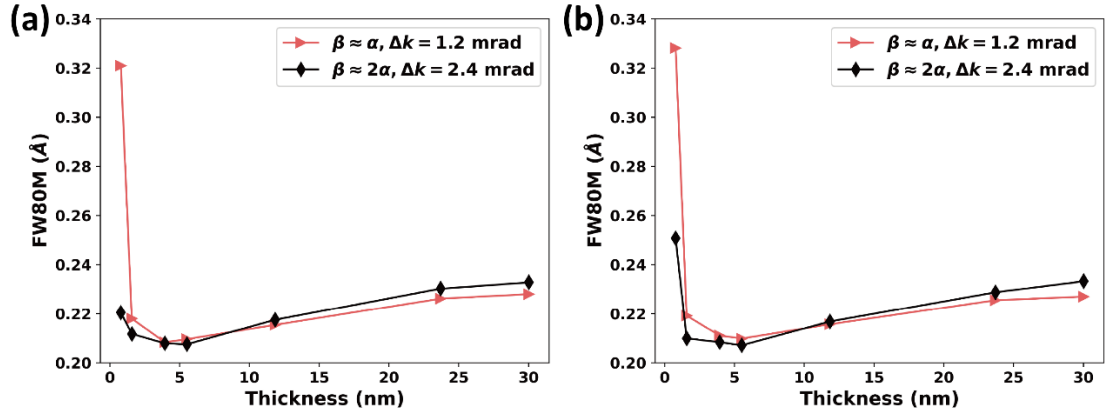 (a)
0.34
0.32
0.30
0.28
0.26
0.24
0.22
0.20
FW80M (Å)
β ≈ α, Δk = 1.2 mrad
β ≈ 2α, Δk = 2.4 mrad
0 5 10 15 20 25 30
Thickness (nm)
(b)
0.34
0.32
0.30
0.28
0.26
0.24
0.22
0.20
FW80M (Å)
β ≈ α, Δk = 1.2 mrad
β ≈ 2α, Δk = 2.4 mrad
0 5 10 15 20 25 30
Thickness (nm)